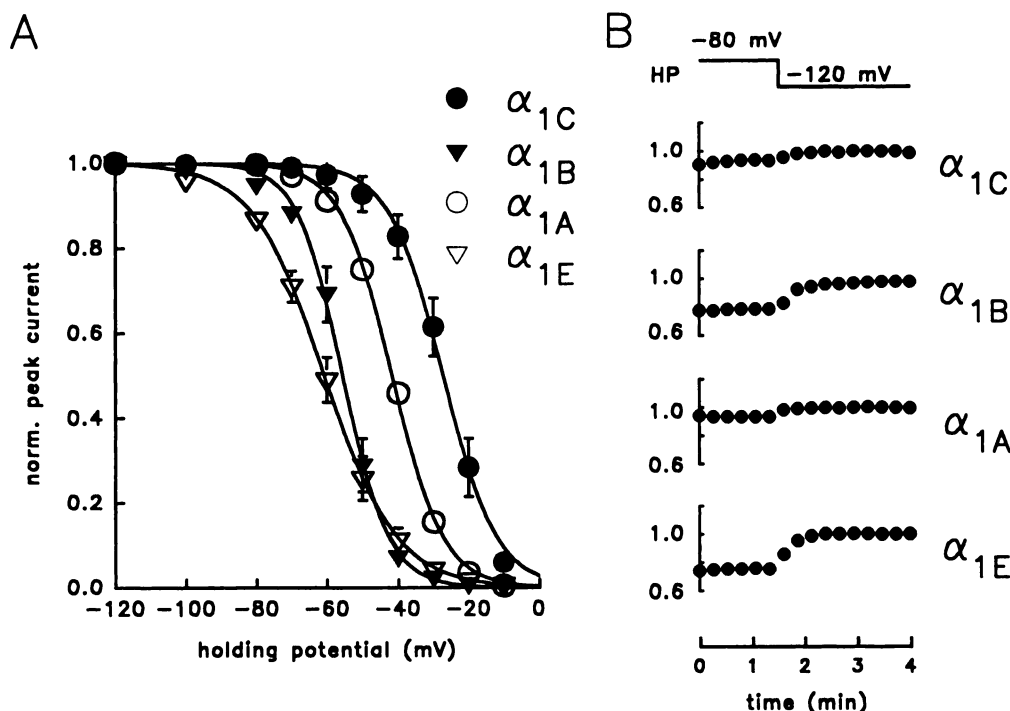 A
α1C
α1B
α1A
α1E
norm. peak current
1.0
0.8
0.6
0.4
0.2
0.0
-120 -100 -80 -60 -40 -20 0
holding potential (mV)
B
-80 mV
HP
-120 mV
1.0
0.6
α1C
1.0
0.6
α1B
1.0
0.6
α1A
1.0
0.6
α1E
0 1 2 3 4
time (min)